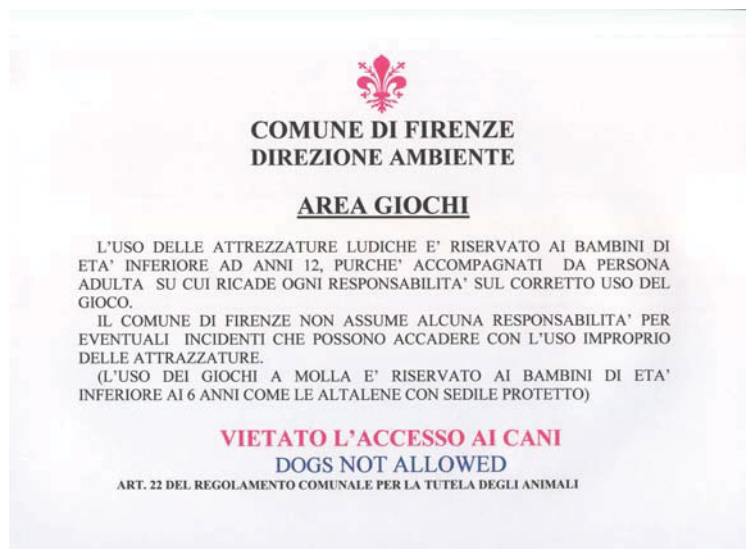 COMUNE DI FIRENZE
DIREZIONE AMBIENTE
AREA GIOCHI
L'USO DELLE ATTREZZATURE LUDICHE E' RISERVATO AI BAMBINI DI
ETA' INFERIORE AD ANNI 12, PURCHE' ACCOMPAGNATI DA PERSONA
ADULTA SU CUI RICADE OGNI RESPONSABILITA' SUL CORRETTO USO DEL
GIOCO.
IL COMUNE DI FIRENZE NON ASSUME ALCUNA RESPONSABILITA' PER
EVENTUALI INCIDENTI CHE POSSONO ACCADERE CON L'USO IMPROPRIO
DELLE ATTRAZZATURE.
(L'USO DEI GIOCHI A MOLLA E' RISERVATO AI BAMBINI DI ETA'
INFERIORE AI 6 ANNI COME LE ALTALENE CON SEDILE PROTETTO)
VIETATO L'ACCESSO AI CANI
DOGS NOT ALLOWED
ART. 22 DEL REGOLAMENTO COMUNALE PER LA TUTELA DEGLI ANIMALI